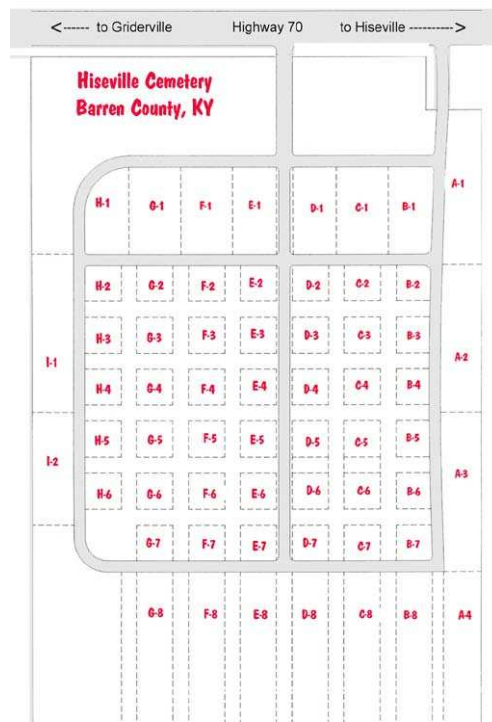 <------ to Griderville Highway 70 to Hiseville ---------->
Hiseville Cemetery
Barren County, KY
A-1
H-1 G-1 F-1 E-1 D-1 C-1 B-1
H-2 G-2 F-2 E-2 D-2 C-2 B-2
H-3 G-3 F-3 E-3 D-3 C-3 B-3
A-2
I-1
H-4 G-4 F-4 E-4 D-4 C-4 B-4
H-5 G-5 F-5 E-5 D-5 C-5 B-5
I-2
A-3
H-6 G-6 F-6 E-6 D-6 C-6 B-6
G-7 F-7 E-7 D-7 C-7 B-7
G-8 F-8 E-8 D-8 C-8 B-8 A-4